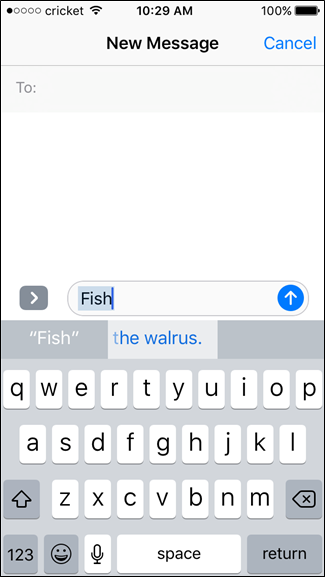 cricket 10:29 AM 100%
New Message Cancel
To:
Fish
“Fish” the walrus.
q w e r t y u i o p
a s d f g h j k l
z x c v b n m
123 space return